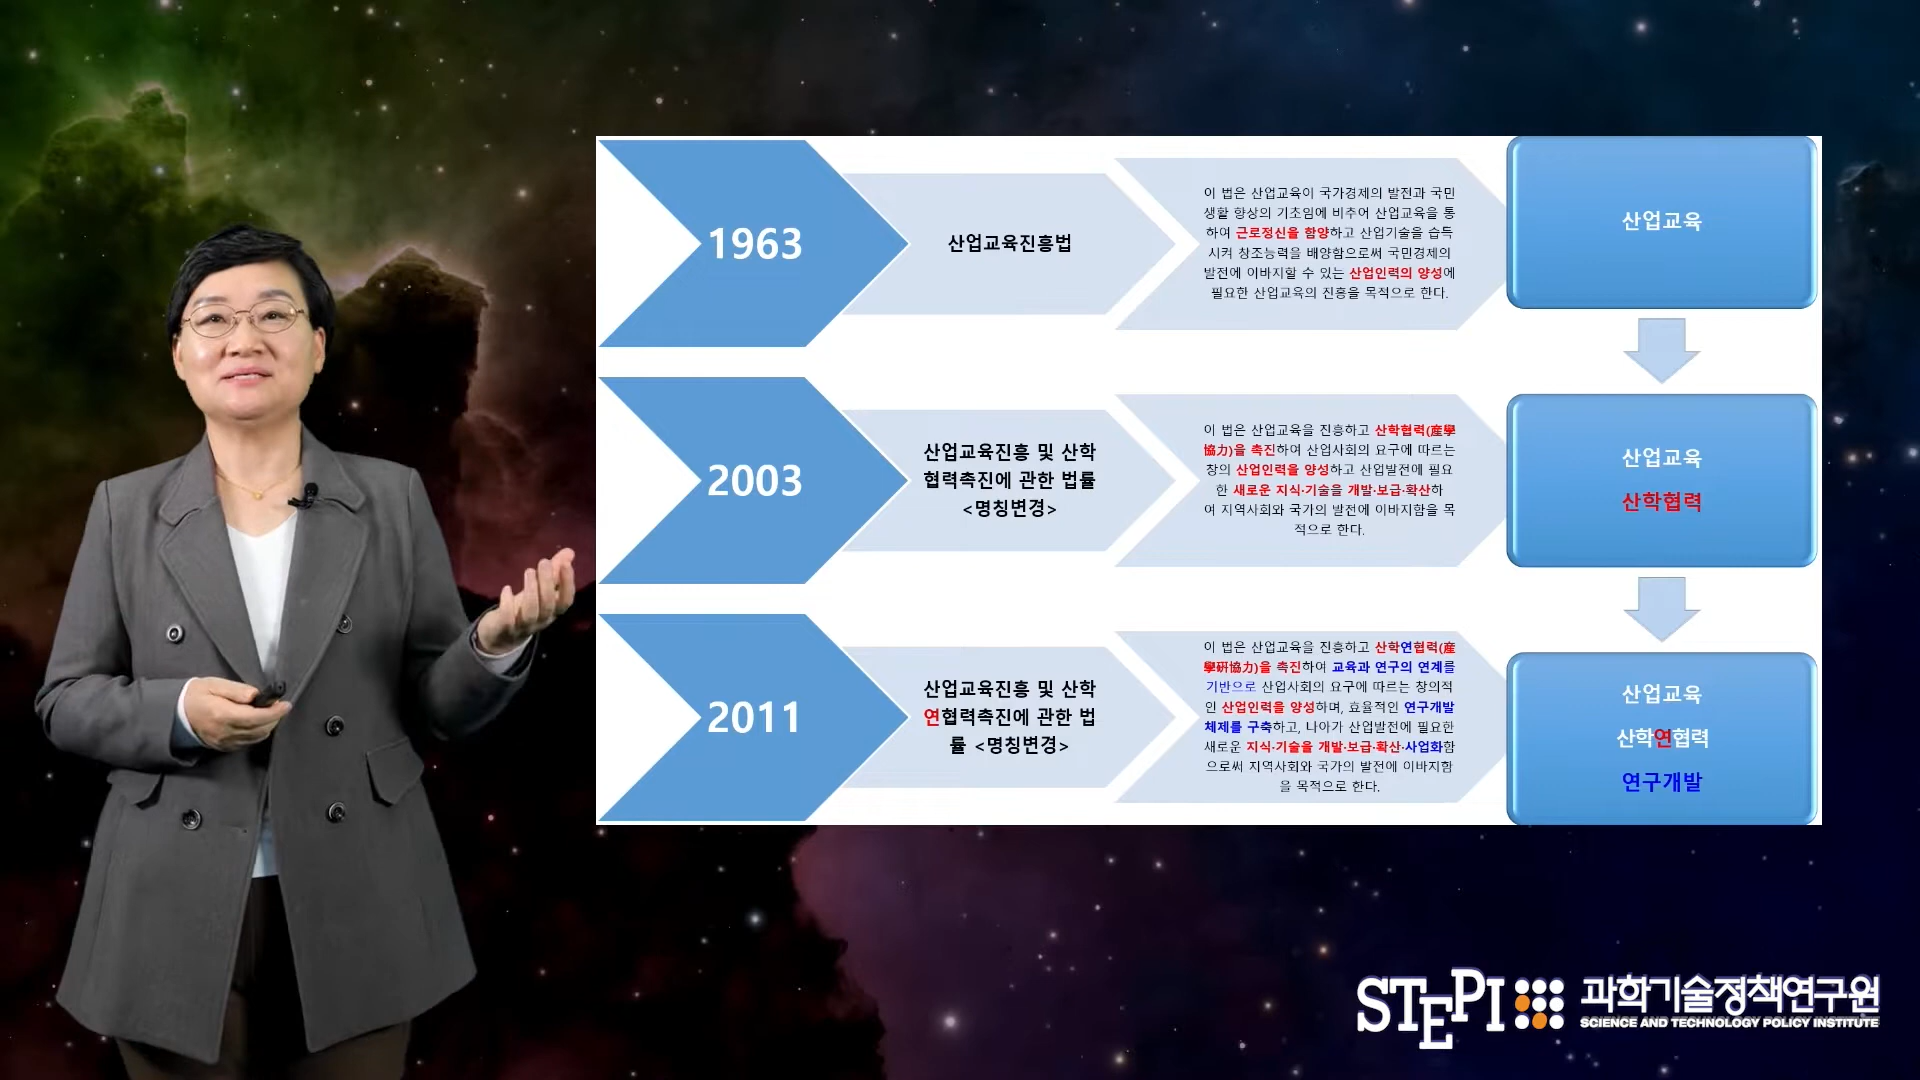 1963
산업교육진흥법
이 법은 산업교육이 국가경제의 발전과 국민
생활 향상의 기초임에 비추어 산업교육을 통
하여 근로정신을 함양하고 산업기술을 습득
시켜 창조능력을 배양함으로써 국민경제의
발전에 이바지할 수 있는 산업인력의 양성에
필요한 산업교육의 진흥을 목적으로 한다.
산업교육
2003
산업교육진흥 및 산학
협력촉진에 관한 법률
<명칭변경>
이 법은 산업교육을 진흥하고 산학협력(産學
協力)을 촉진하여 산업사회의 요구에 따르는
창의 산업인력을 양성하고 산업발전에 필요
한 새로운 지식·기술을 개발·보급·확산하
여 지역사회와 국가의 발전에 이바지함을 목
적으로 한다.
산업교육
산학협력
2011
산업교육진흥 및 산학
연협력촉진에 관한 법
률 <명칭변경>
이 법은 산업교육을 진흥하고 산학연협력(産
學硏協力)을 촉진하여 교육과 연구의 연계를
기반으로 산업사회의 요구에 따르는 창의적
인 산업인력을 양성하며, 효율적인 연구개발
체제를 구축하고, 나아가 산업발전에 필요한
새로운 지식·기술을 개발·보급·확산·사업화함
으로써 지역사회와 국가의 발전에 이바지함
을 목적으로 한다.
산업교육
산학연협력
연구개발
STEPI 과학기술정책연구원
SCIENCE AND TECHNOLOGY POLICY INSTITUTE